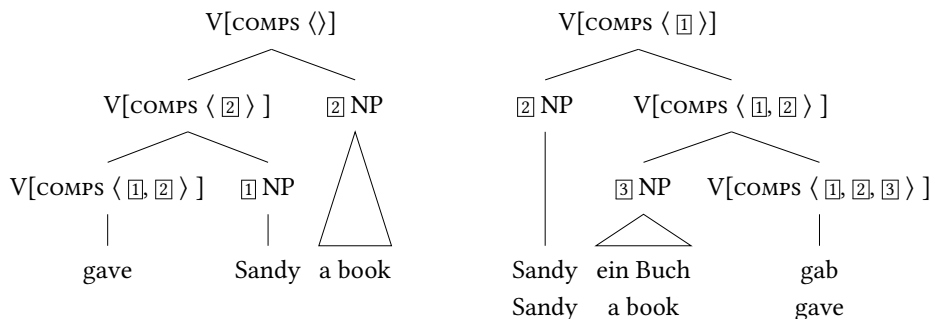 V[COMPS ⟨⟩] V[COMPS ⟨ 1 ⟩]
V[COMPS ⟨ 2 ⟩] 2 NP 2 NP V[COMPS ⟨ 1, 2 ⟩]
V[COMPS ⟨ 1, 2 ⟩] 1 NP 3 NP V[COMPS ⟨ 1, 2, 3 ⟩]
gave Sandy a book Sandy ein Buch gab
Sandy a book gave